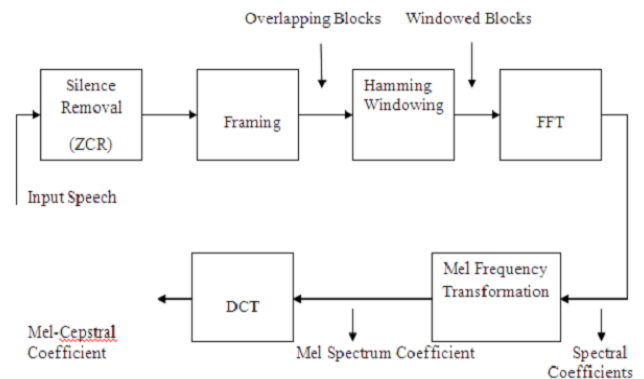 Overlapping Blocks
Windowed Blocks
Silence
Removal
(ZCR)
Framing
Hamming
Windowing
FFT
Input Speech
Mel Frequency
Transformation
DCT
Mel-Cepstral
Coefficient
Mel Spectrum Coefficient
Spectral
Coefficients